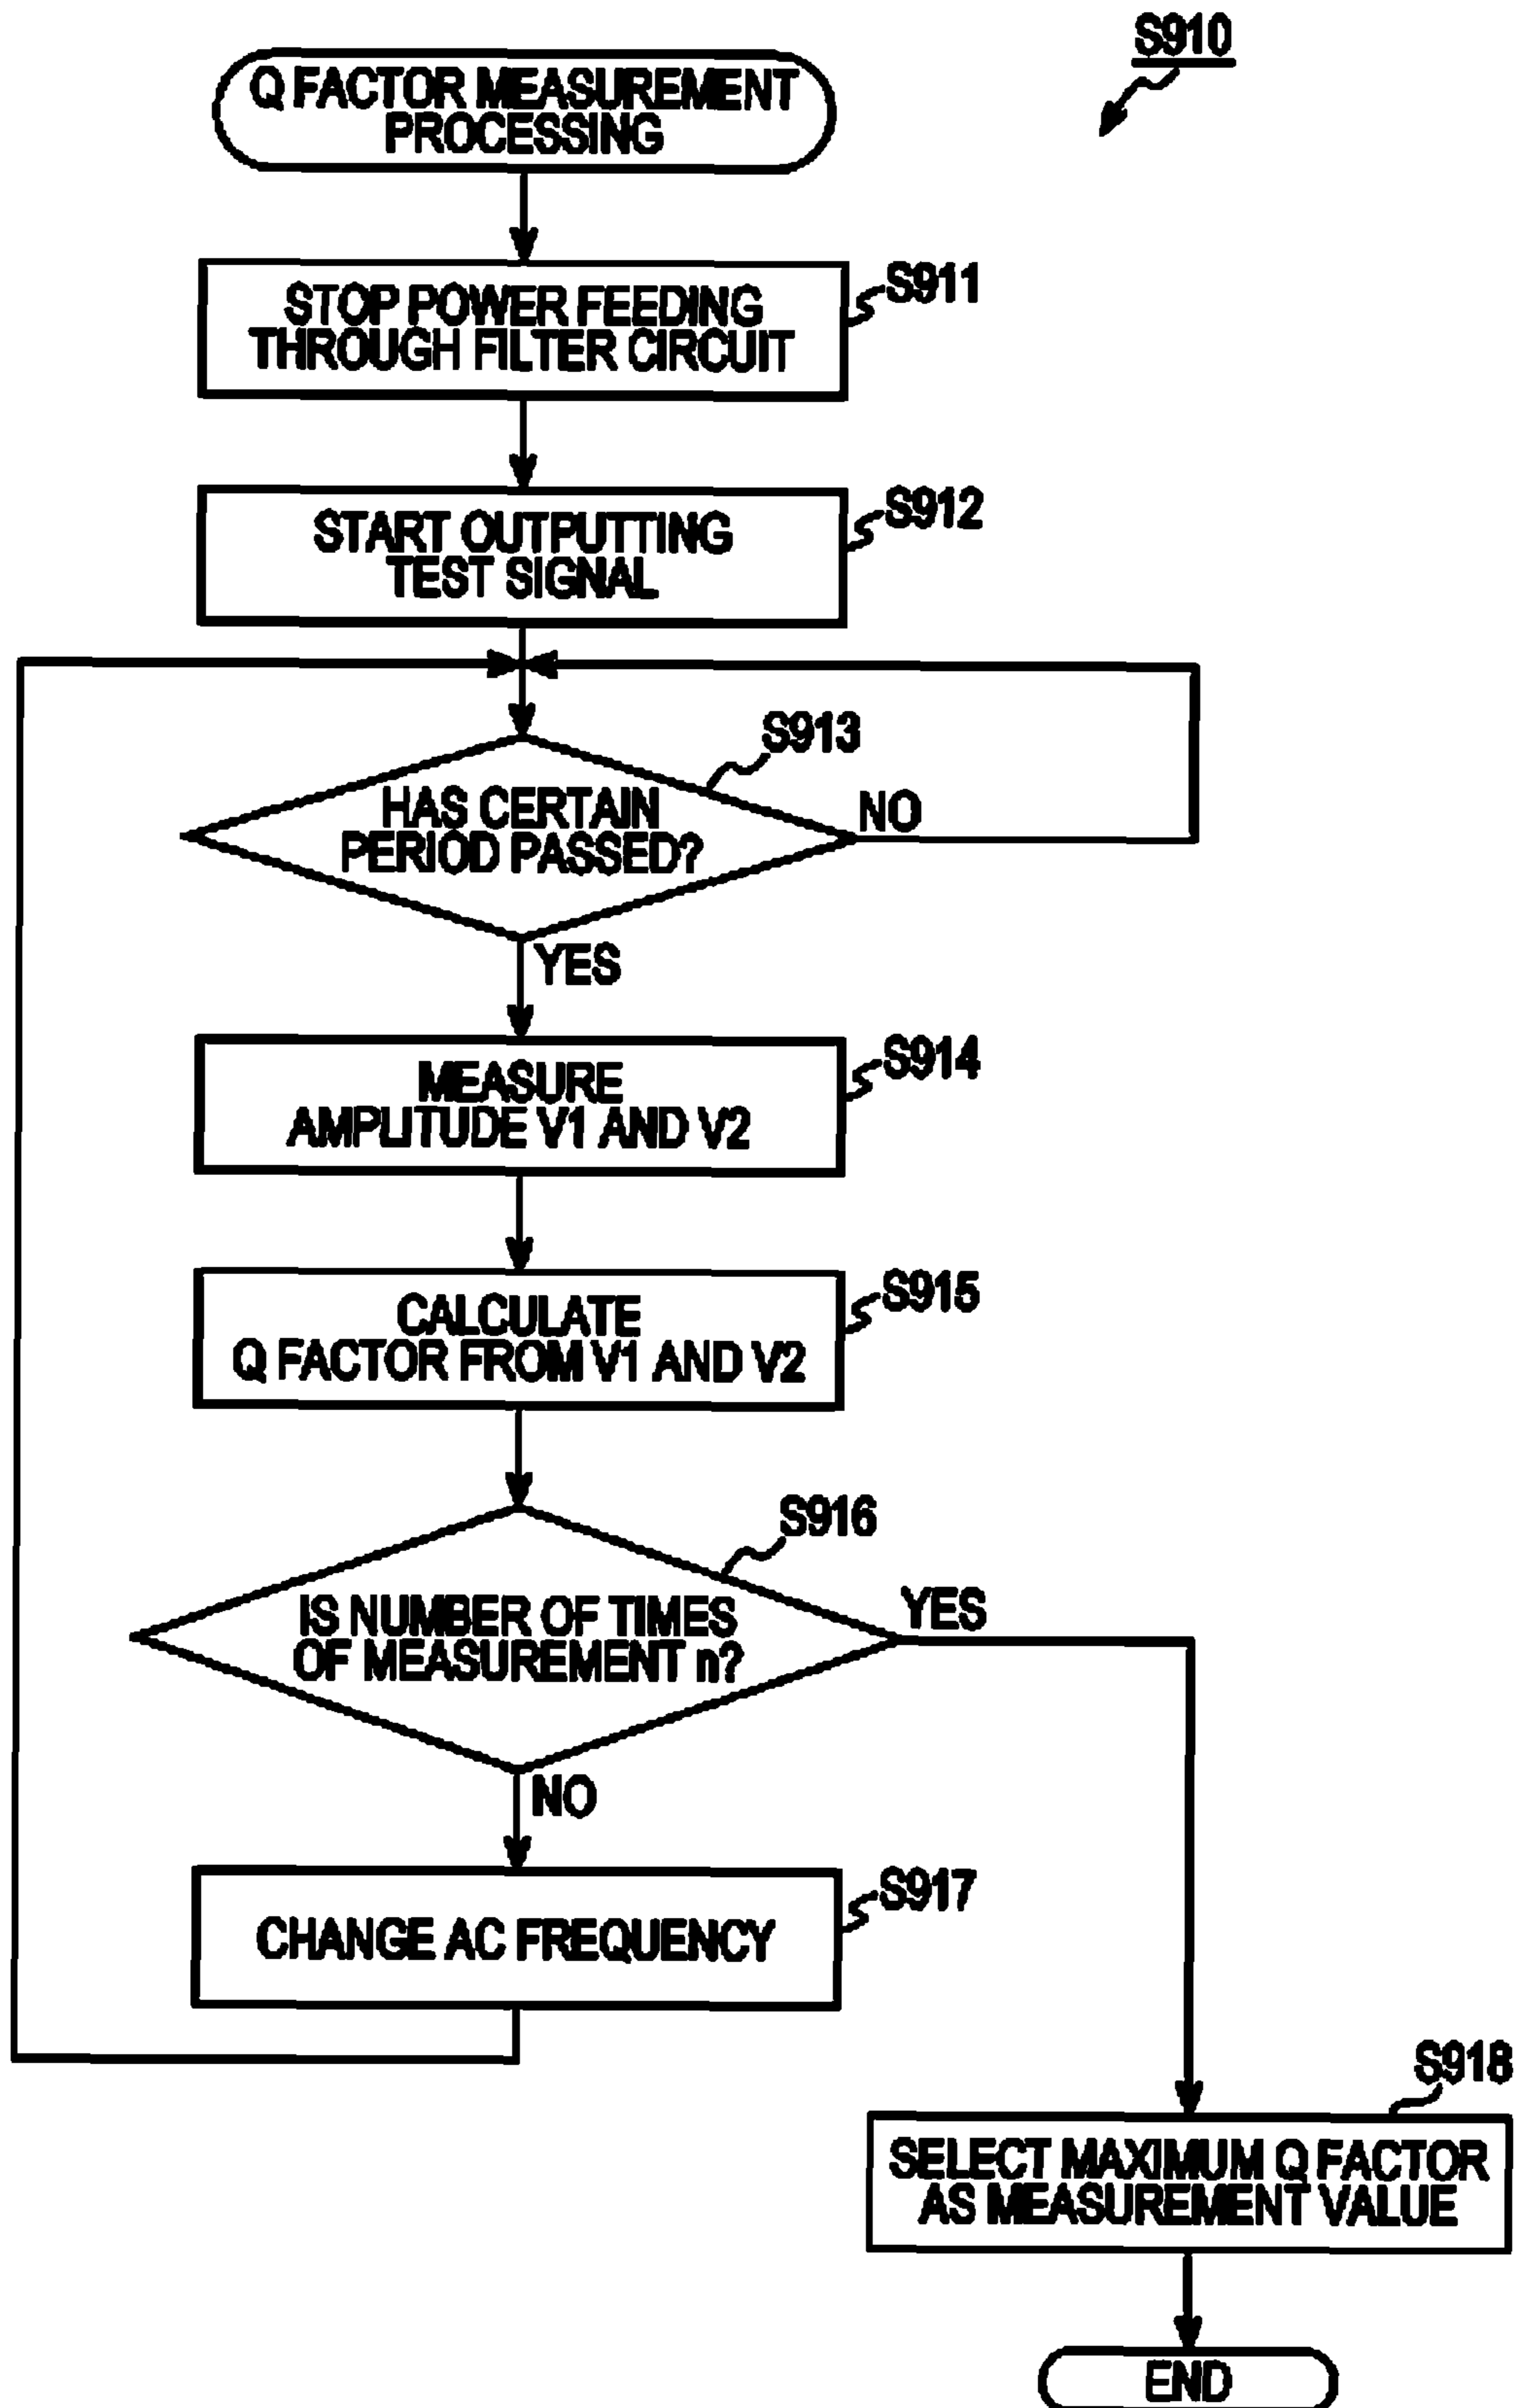 S910
Q FACTOR MEASUREMENT
PROCESSING
S911
STOP POWER FEEDING
THROUGH FILTER CIRCUIT
S912
START OUTPUTTING
TEST SIGNAL
S913
HAS CERTAIN
PERIOD PASSED?
NO
YES
S914
MEASURE
AMPLITUDE V1 AND V2
S915
CALCULATE
Q FACTOR FROM V1 AND V2
S916
IS NUMBER OF TIMES
OF MEASUREMENT n?
YES
NO
S917
CHANGE AC FREQUENCY
S918
SELECT MAXIMUM Q FACTOR
AS MEASUREMENT VALUE
END